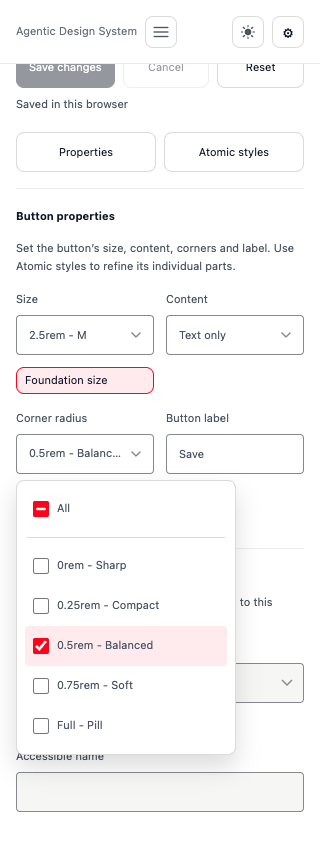 Agentic Design System
Save changes
Cancel
Reset
Saved in this browser
Properties
Atomic styles
Button properties
Set the button's size, content, corners and label. Use
Atomic styles to refine its individual parts.
Size
Content
2.5rem - M
Text only
Foundation size
Corner radius
Button label
0.5rem - Balanc...
Save
All
0rem - Sharp
0.25rem - Compact
to this
0.5rem - Balanced
0.75rem - Soft
Full - Pill
Accessible name